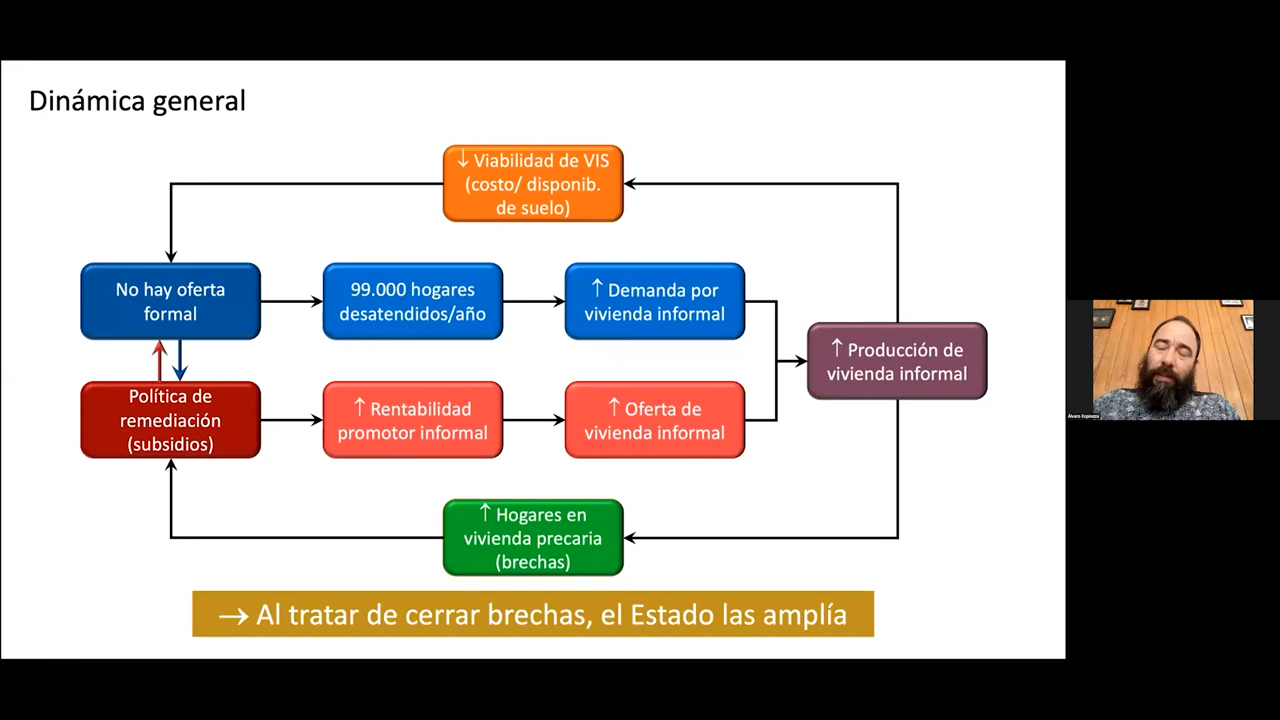 Dinámica general
↓ Viabilidad de VIS
(costo/ disponib.
de suelo)
No hay oferta
formal
99.000 hogares
desatendidos/año
↑ Demanda por
vivienda informal
↑ Producción de
vivienda informal
Política de
remediación
(subsidios)
↑ Rentabilidad
promotor informal
↑ Oferta de
vivienda informal
↑ Hogares en
vivienda precaria
(brechas)
→ Al tratar de cerrar brechas, el Estado las amplía
Álvaro Espinoza